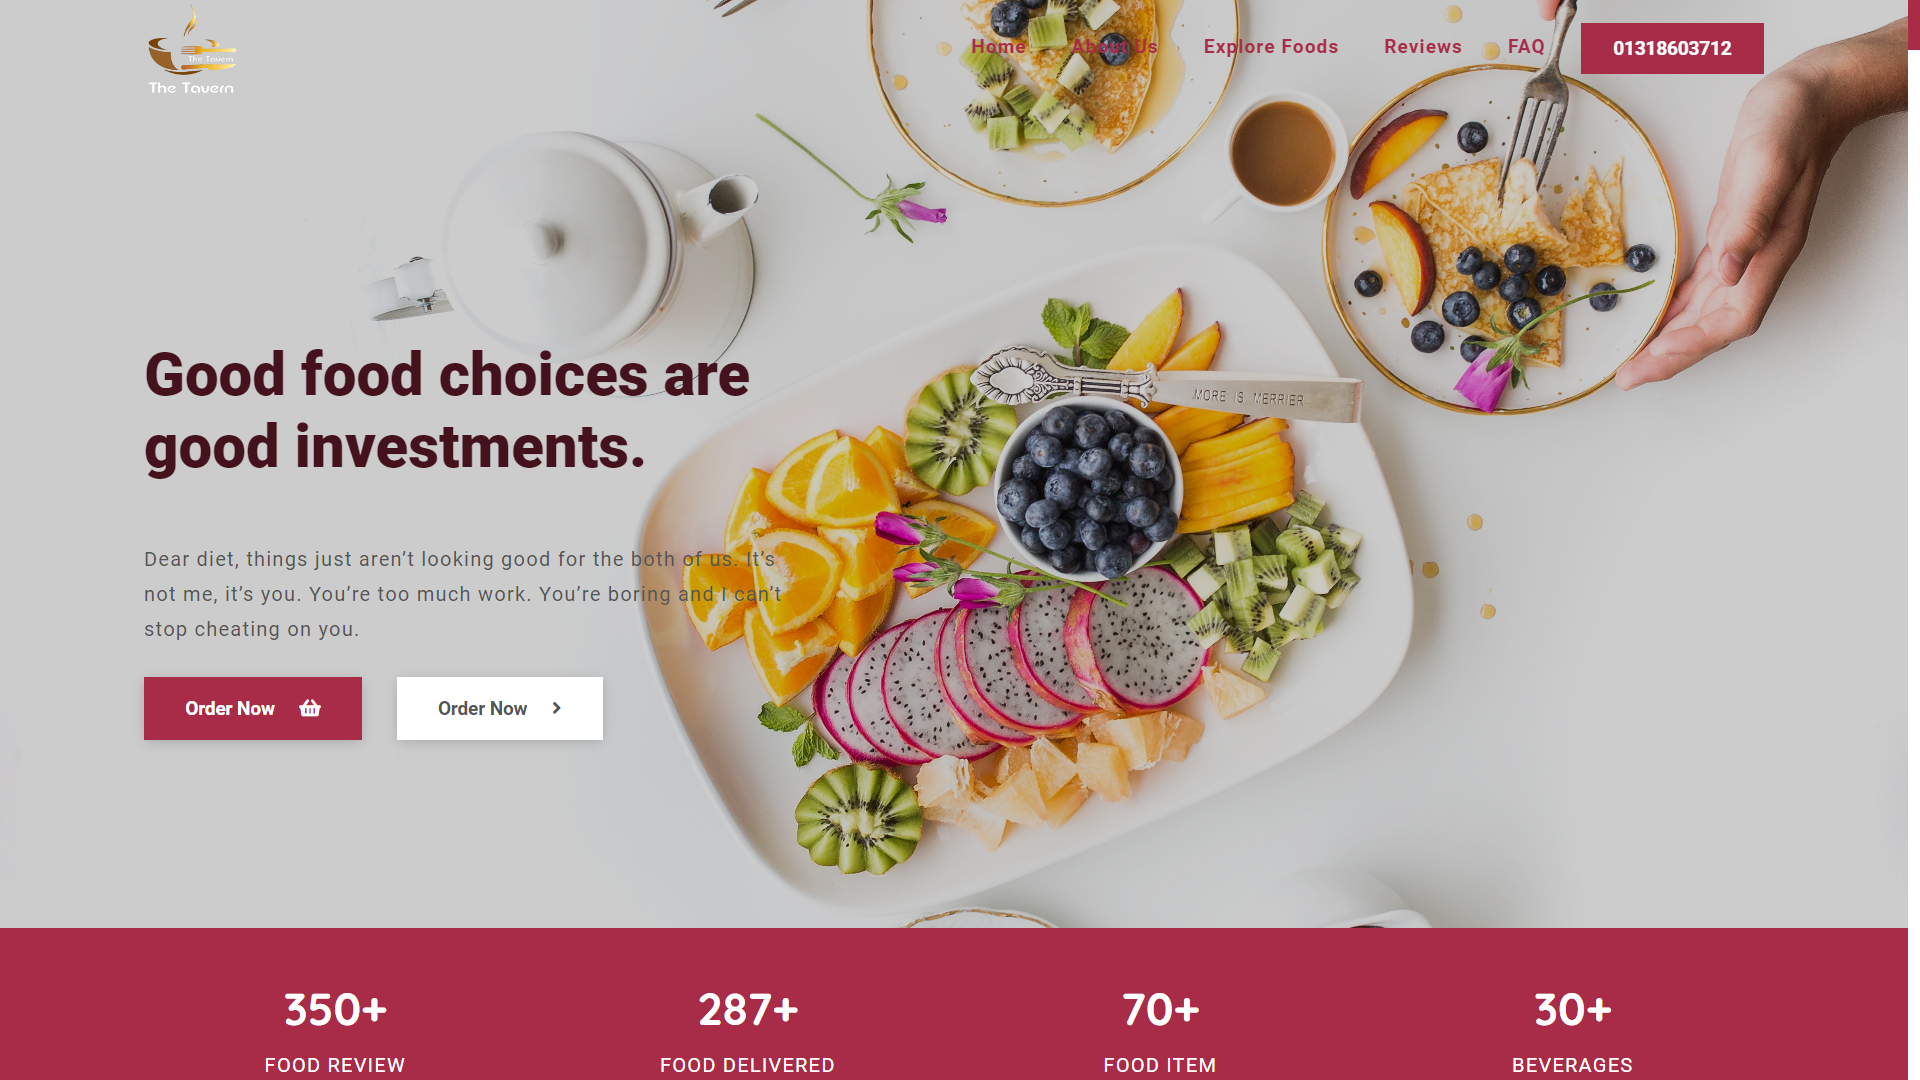 The Tavern
The Tavern
Home
About Us
Explore Foods
Reviews
FAQ
01318603712
MORE IS MERRIER
Good food choices are
good investments.
Dear diet, things just aren’t looking good for the both of us. It’s
not me, it’s you. You’re too much work. You’re boring and I can’t
stop cheating on you.
Order Now
Order Now
350+
287+
70+
30+
FOOD REVIEW
FOOD DELIVERED
FOOD ITEM
BEVERAGES